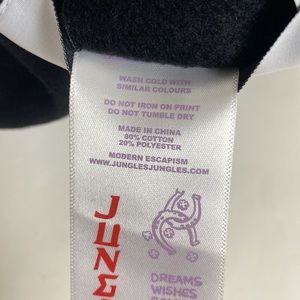 WASH COLD WITH
SIMILAR COLOURS
DO NOT IRON ON PRINT
DO NOT TUMBLE DRY
MADE IN CHINA
80% COTTON
20% POLYESTER
MODERN ESCAPISM
WWW.JUNGLESJUNGLES.COM
JUNG
DREAMS
WISHES